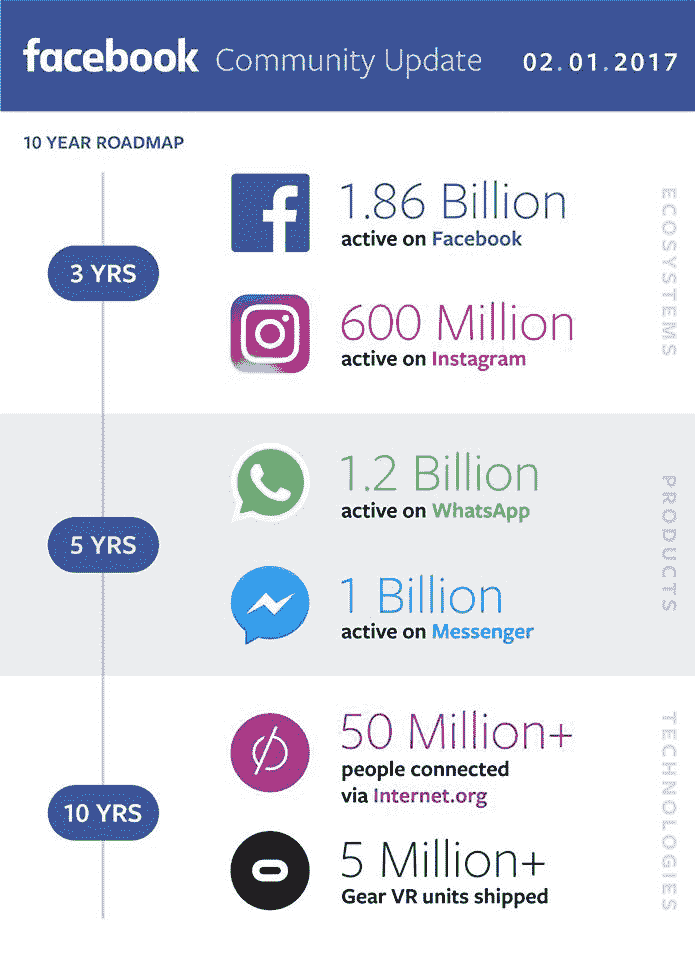 facebook Community Update 02.01.2017
10 YEAR ROADMAP
3 YRS
1.86 Billion
active on Facebook
600 Million
active on Instagram
ECOSYSTEMS
5 YRS
1.2 Billion
active on WhatsApp
1 Billion
active on Messenger
PRODUCTS
10 YRS
50 Million+
people connected
via Internet.org
5 Million+
Gear VR units shipped
TECHNOLOGIES